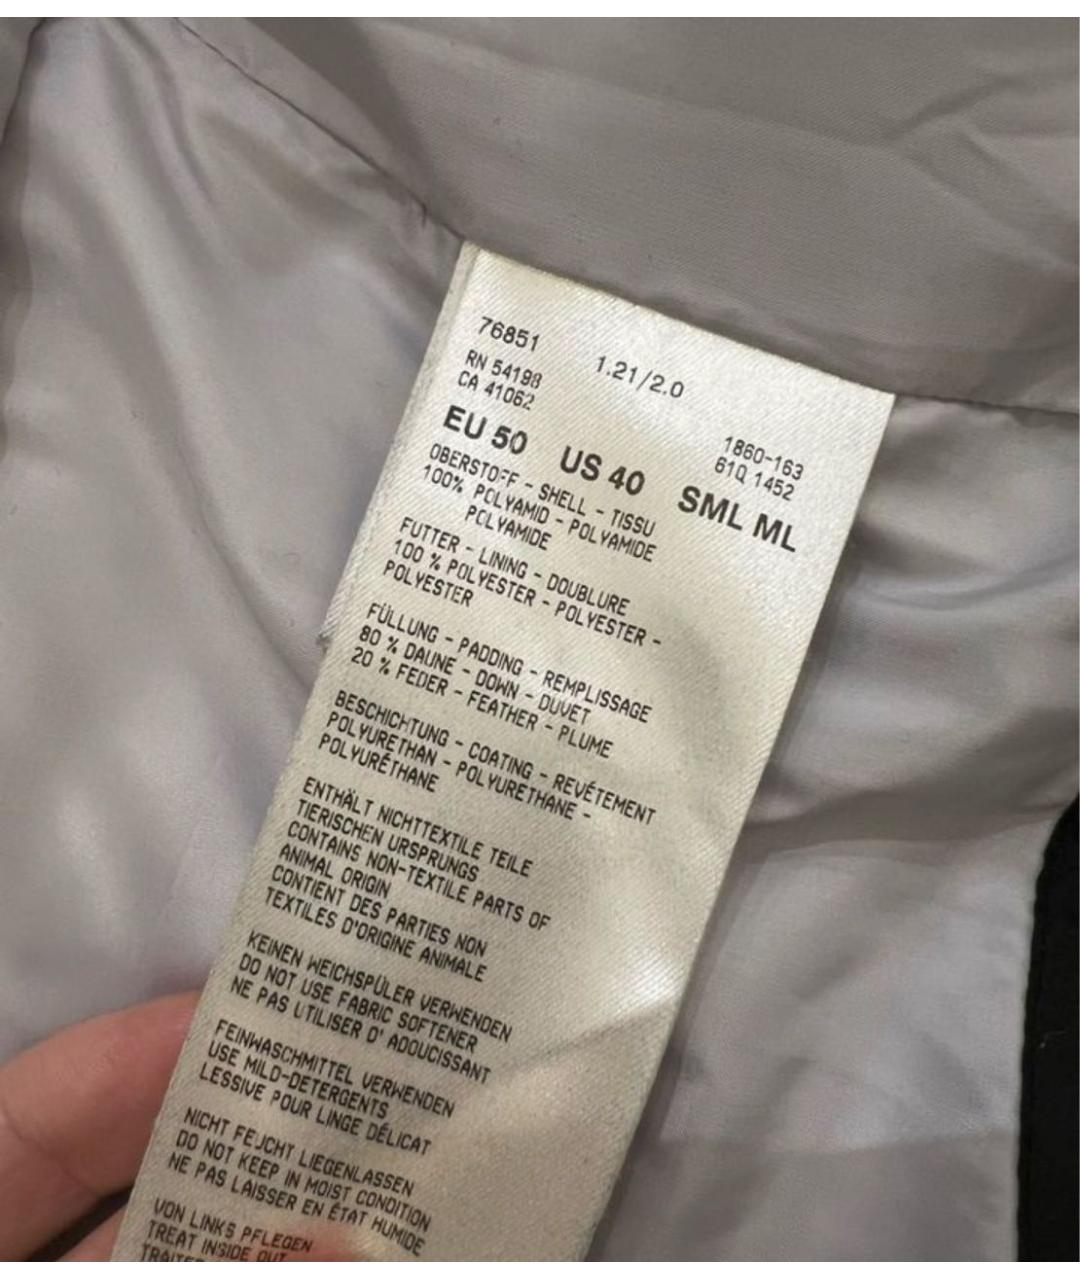 76851 1.21/2.0
RN 54198
CA 41062
1860-163
61Q 1452
EU 50 US 40 SML ML
OBERSTOFF - SHELL - TISSU
100% POLYAMID - POLYAMIDE
POLYAMIDE
FUTTER - LINING - DOUBLURE
100 % POLYESTER - POLYESTER -
POLYESTER
FÜLLUNG - PADDING - REMPLISSAGE
80 % DAUNE - DOWN - DUVET
20 % FEDER - FEATHER - PLUME
BESCHICHTUNG - COATING - REVÉTEMENT
POLYURETHAN - POLYURETHANE -
POLYURÉTHANE
ENTHÄLT NICHTTEXTILE TEILE
TIERISCHEN URSPRUNGS
CONTAINS NON-TEXTILE PARTS OF
ANIMAL ORIGIN
CONTIENT DES PARTIES NON
TEXTILES D'ORIGINE ANIMALE
KEINEN WEICHSPÜLER VERWENDEN
DO NOT USE FABRIC SOFTENER
NE PAS UTILISER D' ADOUCISSANT
FEINWASCHMITTEL VERWENDEN
USE MILD-DETERGENTS
LESSIVE POUR LINGE DÉLICAT
NICHT FEUCHT LIEGENLASSEN
DO NOT KEEP IN MOIST CONDITION
NE PAS LAISSER EN ÉTAT HUMIDE
VON LINKS PFLEGEN
TREAT INSIDE OUT